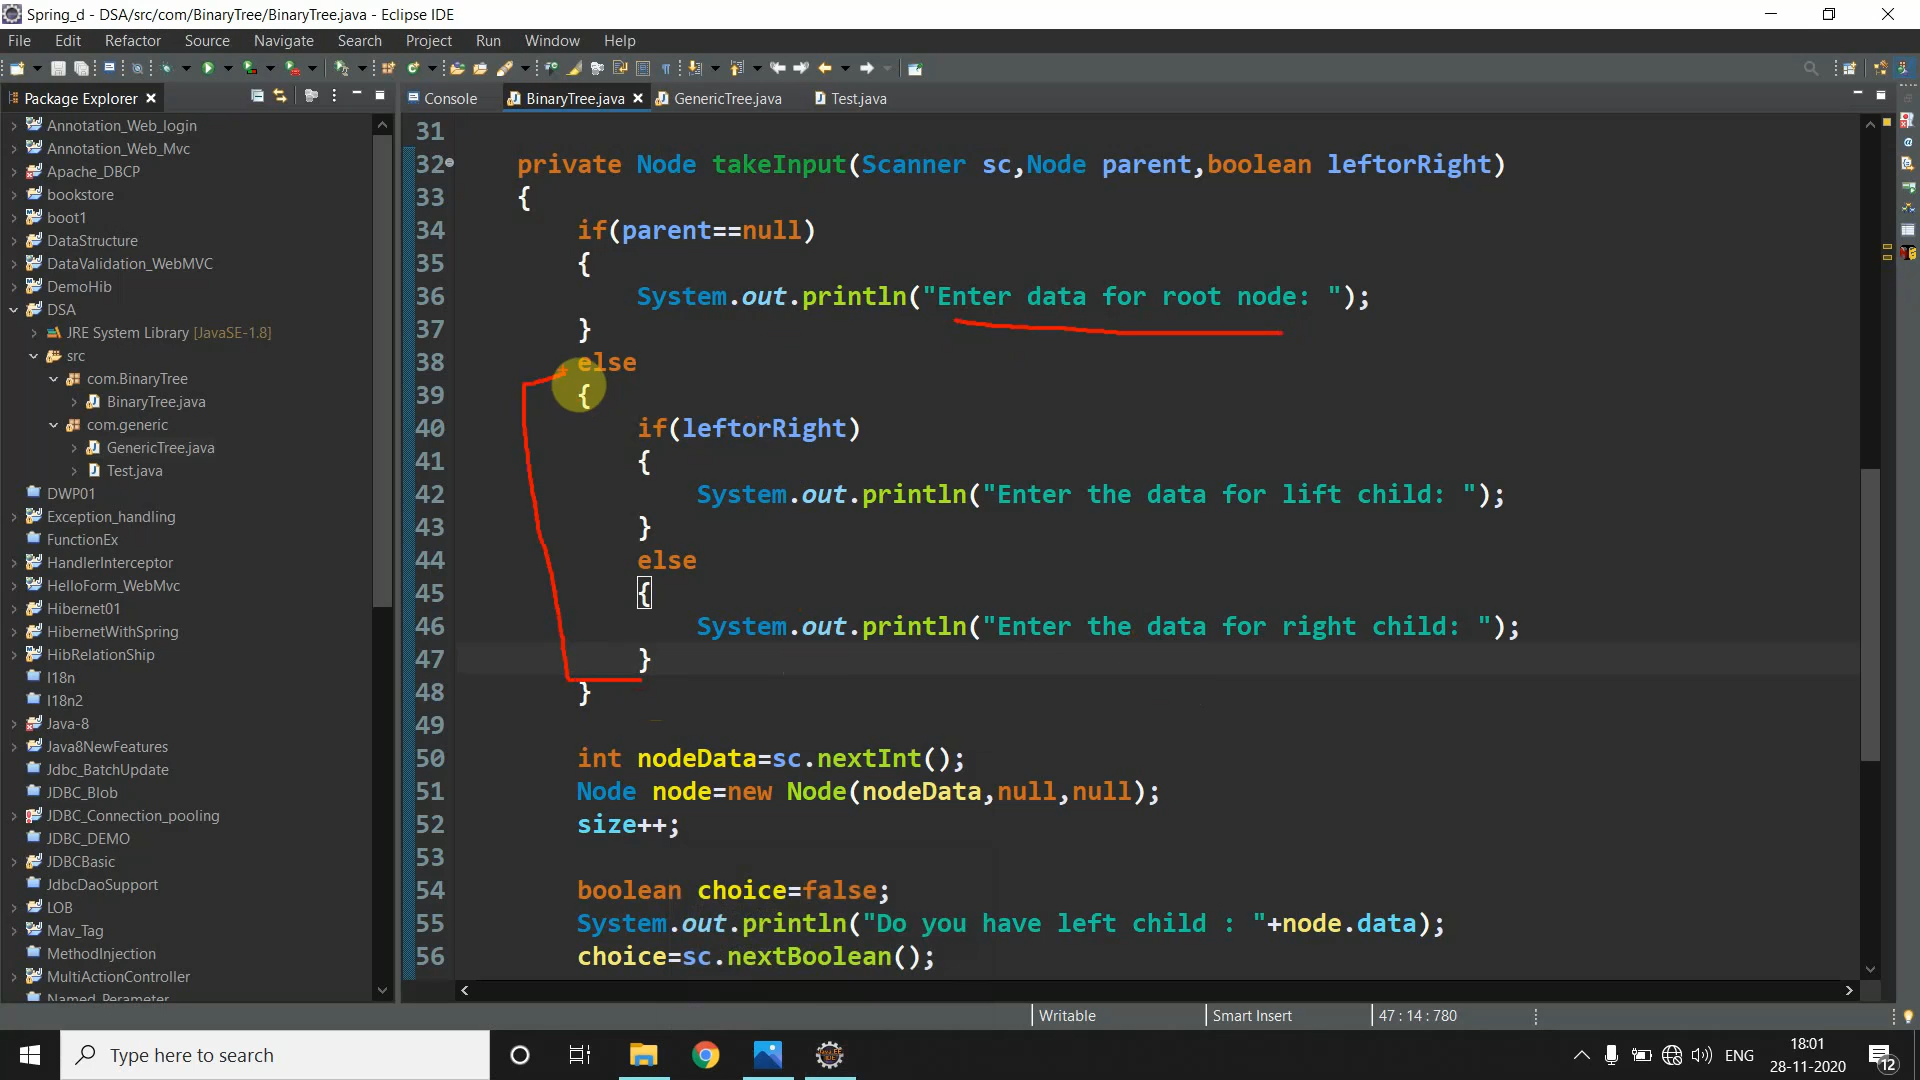 Spring_d - DSA/src/com/BinaryTree/BinaryTree.java - Eclipse IDE
File Edit Refactor Source Navigate Search Project Run Window Help
Package Explorer
Console BinaryTree.java GenericTree.java Test.java
Annotation_Web_login
Annotation_Web_Mvc
Apache_DBCP
bookstore
boot1
DataStructure
DataValidation_WebMVC
DemoHib
DSA
JRE System Library [JavaSE-1.8]
src
com.BinaryTree
BinaryTree.java
com.generic
GenericTree.java
Test.java
DWP01
Exception_handling
FunctionEx
HandlerInterceptor
HelloForm_WebMvc
Hibernet01
HibernetWithSpring
HibRelationShip
I18n
I18n2
Java-8
Java8NewFeatures
Jdbc_BatchUpdate
JDBC_Blob
JDBC_Connection_pooling
JDBC_DEMO
JDBCBasic
JdbcDaoSupport
LOB
Mav_Tag
MethodInjection
MultiActionController
Named_Perameter
31
32 private Node takeInput(Scanner sc,Node parent,boolean leftorRight)
33 {
34 if(parent==null)
35 {
36 System.out.println("Enter data for root node: ");
37 }
38 else
39 {
40 if(leftorRight)
41 {
42 System.out.println("Enter the data for lift child: ");
43 }
44 else
45 {
46 System.out.println("Enter the data for right child: ");
47 }
48 }
49
50 int nodeData=sc.nextInt();
51 Node node=new Node(nodeData,null,null);
52 size++;
53
54 boolean choice=false;
55 System.out.println("Do you have left child : "+node.data);
56 choice=sc.nextBoolean();
Writable Smart Insert 47 : 14 : 780
Type here to search
ENG
18:01
28-11-2020
12